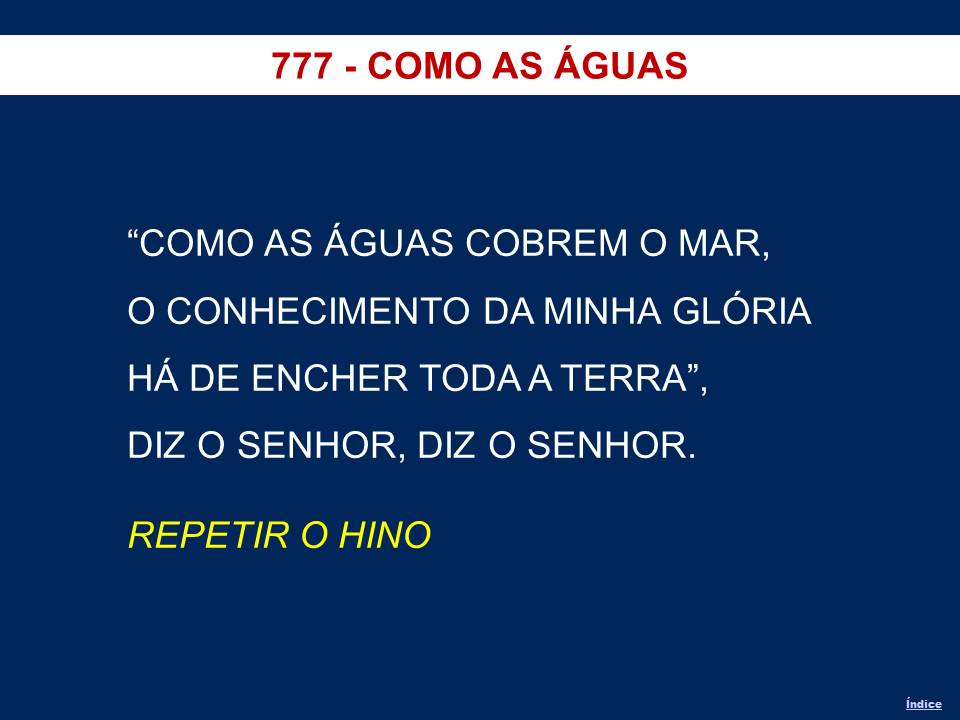 777 - COMO AS ÁGUAS
“COMO AS ÁGUAS COBREM O MAR,
O CONHECIMENTO DA MINHA GLÓRIA
HÁ DE ENCHER TODA A TERRA”,
DIZ O SENHOR, DIZ O SENHOR.
REPETIR O HINO
Índice